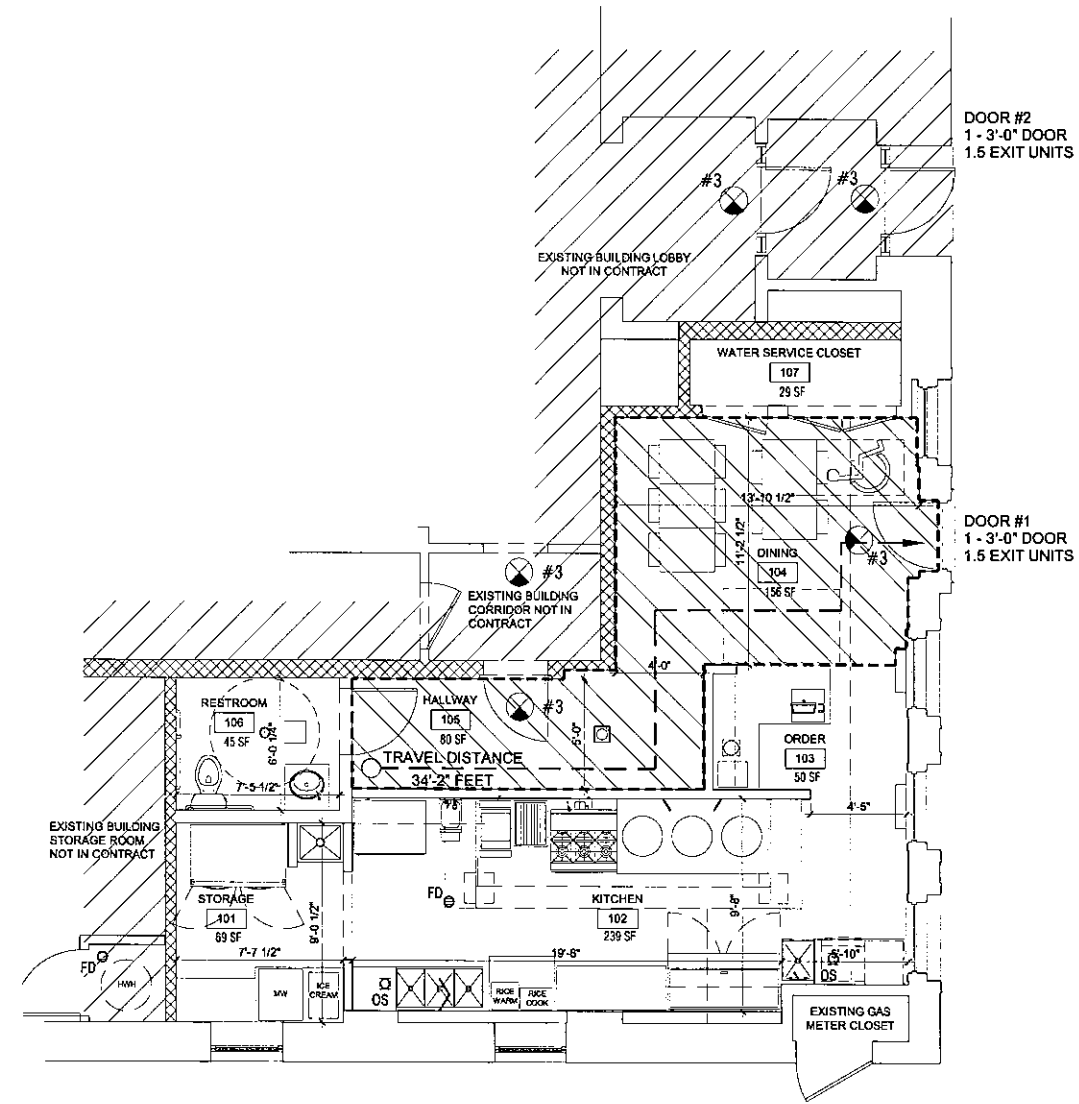 DOOR #2
1 - 3'-0" DOOR
1.5 EXIT UNITS
#3
#3
EXISTING BUILDING LOBBY
NOT IN CONTRACT
WATER SERVICE CLOSET
107
29 SF
13'-10 1/2"
11'-2 1/2"
DOOR #1
1 - 3'-0" DOOR
1.5 EXIT UNITS
#3
DINING
104
156 SF
#3
EXISTING BUILDING
CORRIDOR NOT IN
CONTRACT
4'-0"
RESTROOM
106
45 SF
6'-0 1/4"
7'-5-1/2"
HALLWAY
105
80 SF
#3
5'-0"
TRAVEL DISTANCE
34'-2" FEET
ORDER
103
50 SF
4'-5"
EXISTING BUILDING
STORAGE ROOM
NOT IN CONTRACT
STORAGE
101
69 SF
9'-0 1/2"
7'-7 1/2"
FD
KITCHEN
102
239 SF
9'-8"
19'-6"
5'-10"
FD
HWH
MW
ICE
CREAM
OS
RICE
WARM
RICE
COOK
OS
EXISTING GAS
METER CLOSET